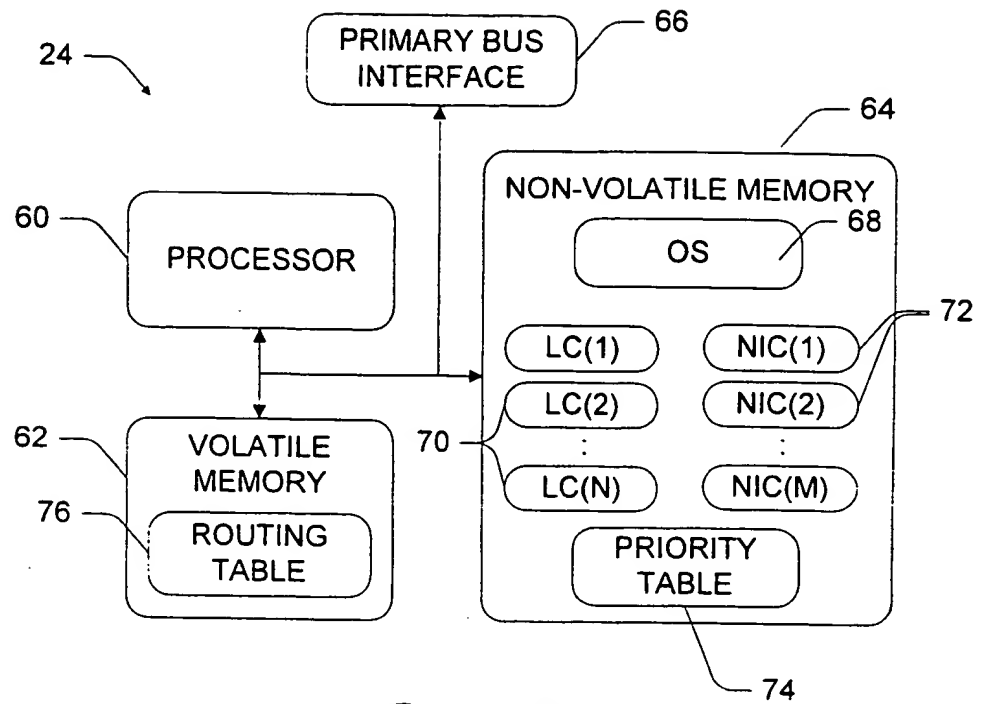 66
PRIMARY BUS
INTERFACE
24
64
NON-VOLATILE MEMORY
60
PROCESSOR
68
OS
72
LC(1)
NIC(1)
LC(2)
NIC(2)
70
62
VOLATILE
MEMORY
LC(N)
NIC(M)
76
ROUTING
TABLE
PRIORITY
TABLE
74